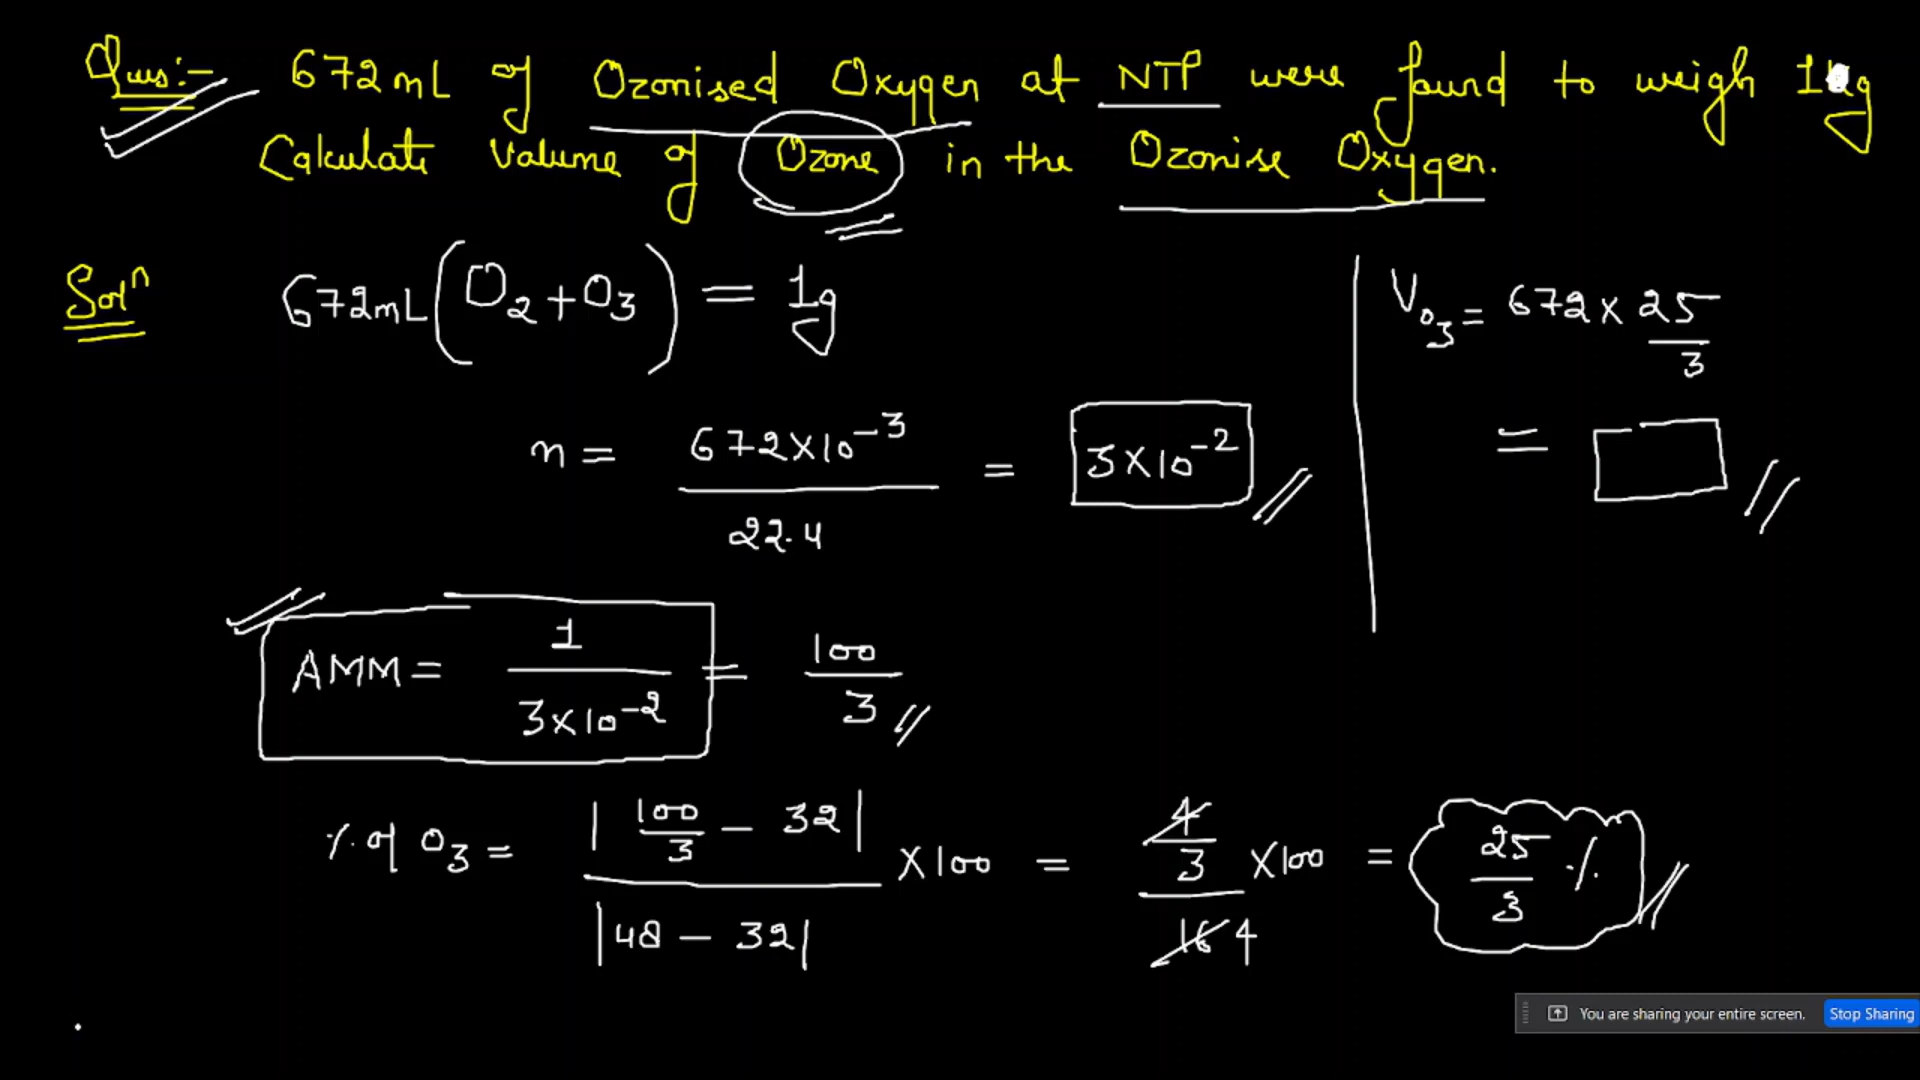 Ques:- 672mL of Ozonised Oxygen at NTP were found to weigh 1g
Calculate Volume of Ozone in the Ozonise Oxygen.
Solⁿ
672mL(O₂+O₃) = 1g
n = 672×10⁻³ / 22.4 = 3×10⁻²
AMM = 1 / 3×10⁻² = 100/3
% of O₃ = |100/3 − 32| / |48 − 32| ×100 = 4/3 / 16 4 ×100 = 25/3 %
V₀₃ = 672 × 25/3
=
You are sharing your entire screen. Stop Sharing